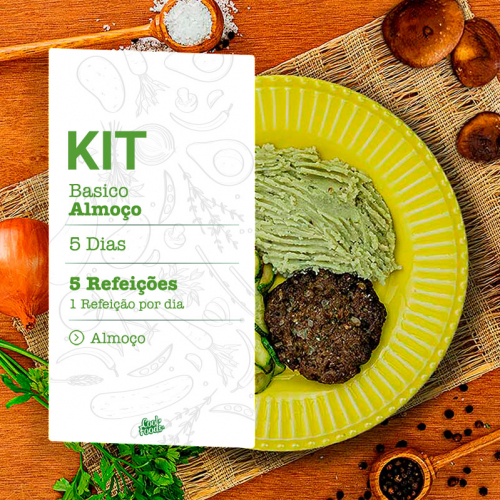 KIT
Basico
Almoço
5 Dias
5 Refeições
1 Refeição por dia
Almoço